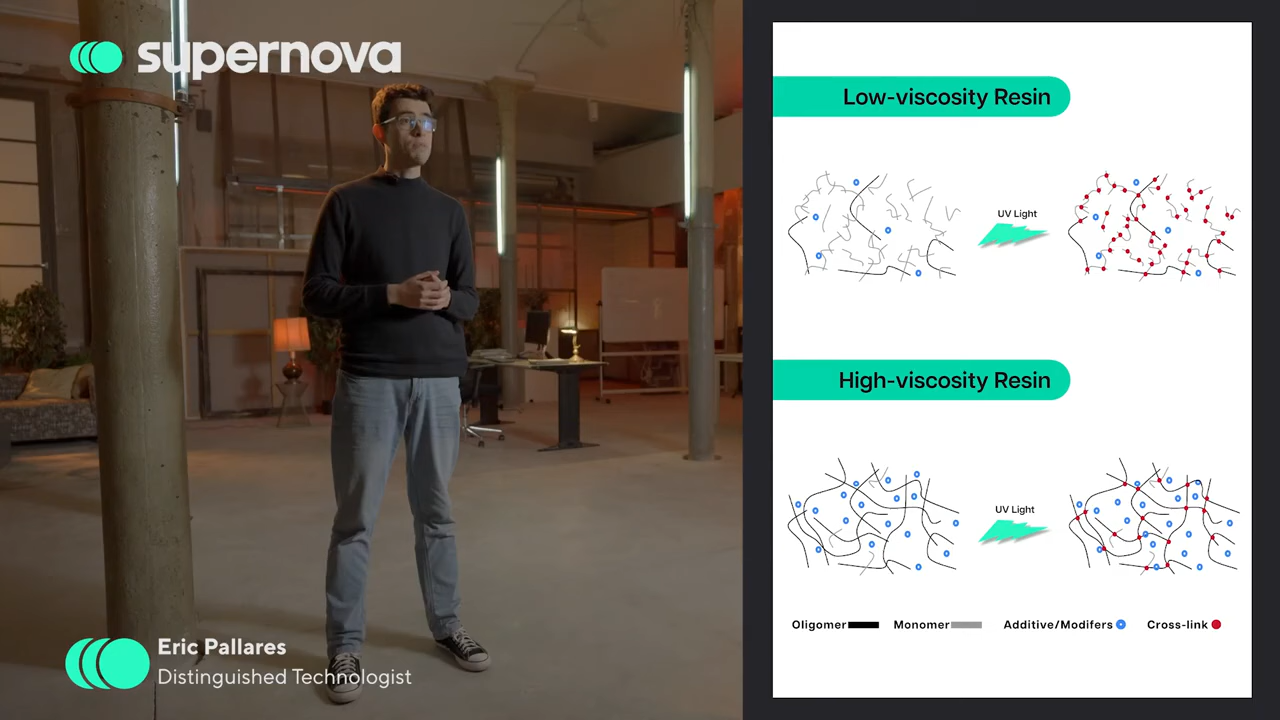 supernova
Eric Pallares
Distinguished Technologist
Low-viscosity Resin
UV Light
High-viscosity Resin
UV Light
Oligomer
Monomer
Additive/Modifers
Cross-link